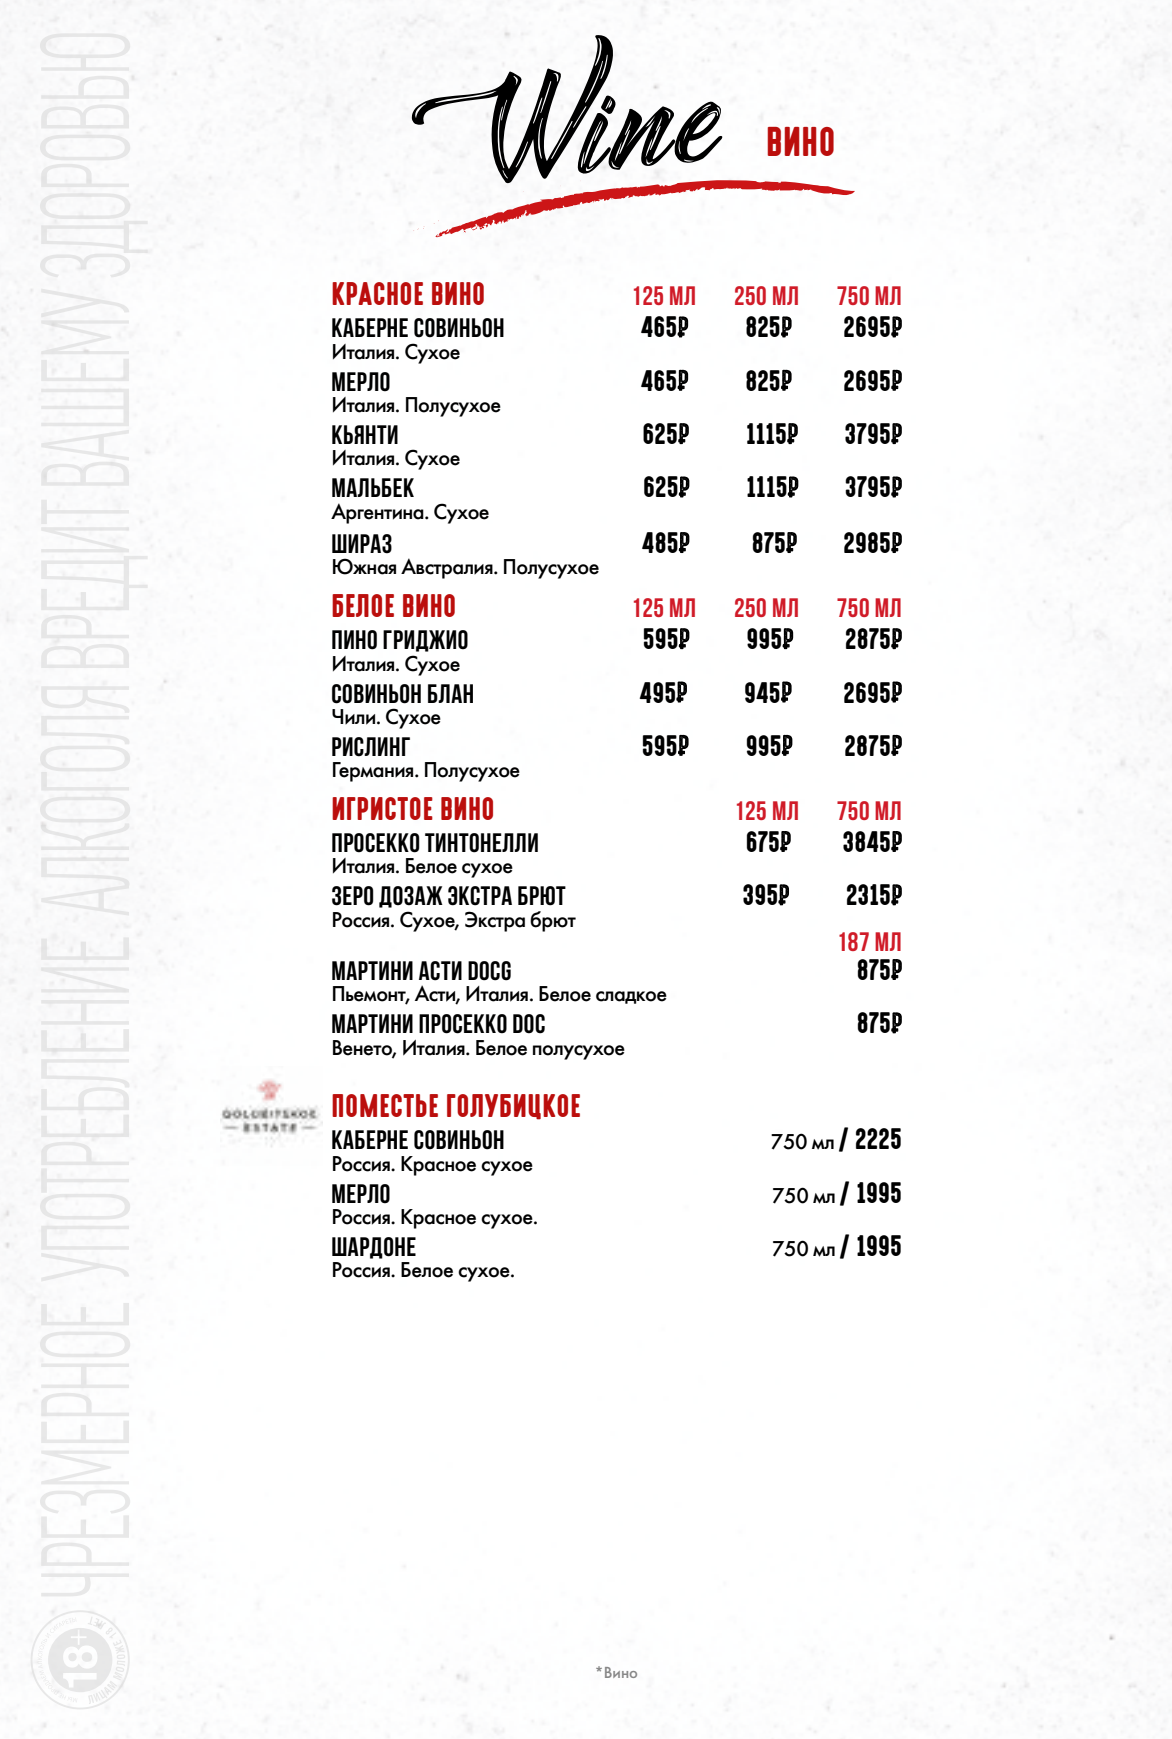 Wine ВИНО
КРАСНОЕ ВИНО 125 МЛ 250 МЛ 750 МЛ
КАБЕРНЕ СОВИНЬОН 465₽ 825₽ 2695₽
Италия. Сухое
МЕРЛО 465₽ 825₽ 2695₽
Италия. Полусухое
КЬЯНТИ 625₽ 1115₽ 3795₽
Италия. Сухое
МАЛЬБЕК 625₽ 1115₽ 3795₽
Аргентина. Сухое
ШИРАЗ 485₽ 875₽ 2985₽
Южная Австралия. Полусухое
БЕЛОЕ ВИНО 125 МЛ 250 МЛ 750 МЛ
ПИНО ГРИДЖИО 595₽ 995₽ 2875₽
Италия. Сухое
СОВИНЬОН БЛАН 495₽ 945₽ 2695₽
Чили. Сухое
РИСЛИНГ 595₽ 995₽ 2875₽
Германия. Полусухое
ИГРИСТОЕ ВИНО 125 МЛ 750 МЛ
ПРОСЕККО ТИНТОНЕЛЛИ 675₽ 3845₽
Италия. Белое сухое
ЗЕРО ДОЗАЖ ЭКСТРА БРЮТ 395₽ 2315₽
Россия. Сухое, Экстра брют
187 МЛ
МАРТИНИ АСТИ DOCG 875₽
Пьемонт, Асти, Италия. Белое сладкое
МАРТИНИ ПРОСЕККО DOC 875₽
Венето, Италия. Белое полусухое
GOLUBITSKOE
ESTATE
ПОМЕСТЬЕ ГОЛУБИЦКОЕ
КАБЕРНЕ СОВИНЬОН 750 мл / 2225
Россия. Красное сухое
МЕРЛО 750 мл / 1995
Россия. Красное сухое.
ШАРДОНЕ 750 мл / 1995
Россия. Белое сухое.
*Вино
ЧРЕЗМЕРНОЕ УПОТРЕБЛЕНИЕ АЛКОГОЛЯ ВРЕДИТ ВАШЕМУ ЗДОРОВЬЮ
18+